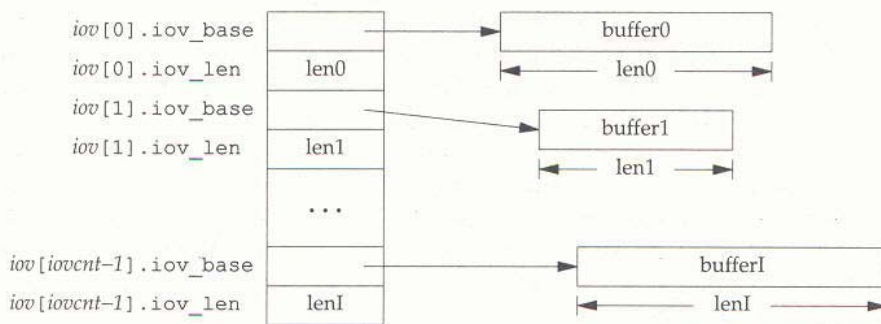 iov[0].iov_base buffer0
iov[0].iov_len len0 len0
iov[1].iov_base buffer1
iov[1].iov_len len1 len1
...
iov[iovcnt–1].iov_base bufferI
iov[iovcnt–1].iov_len lenI lenI